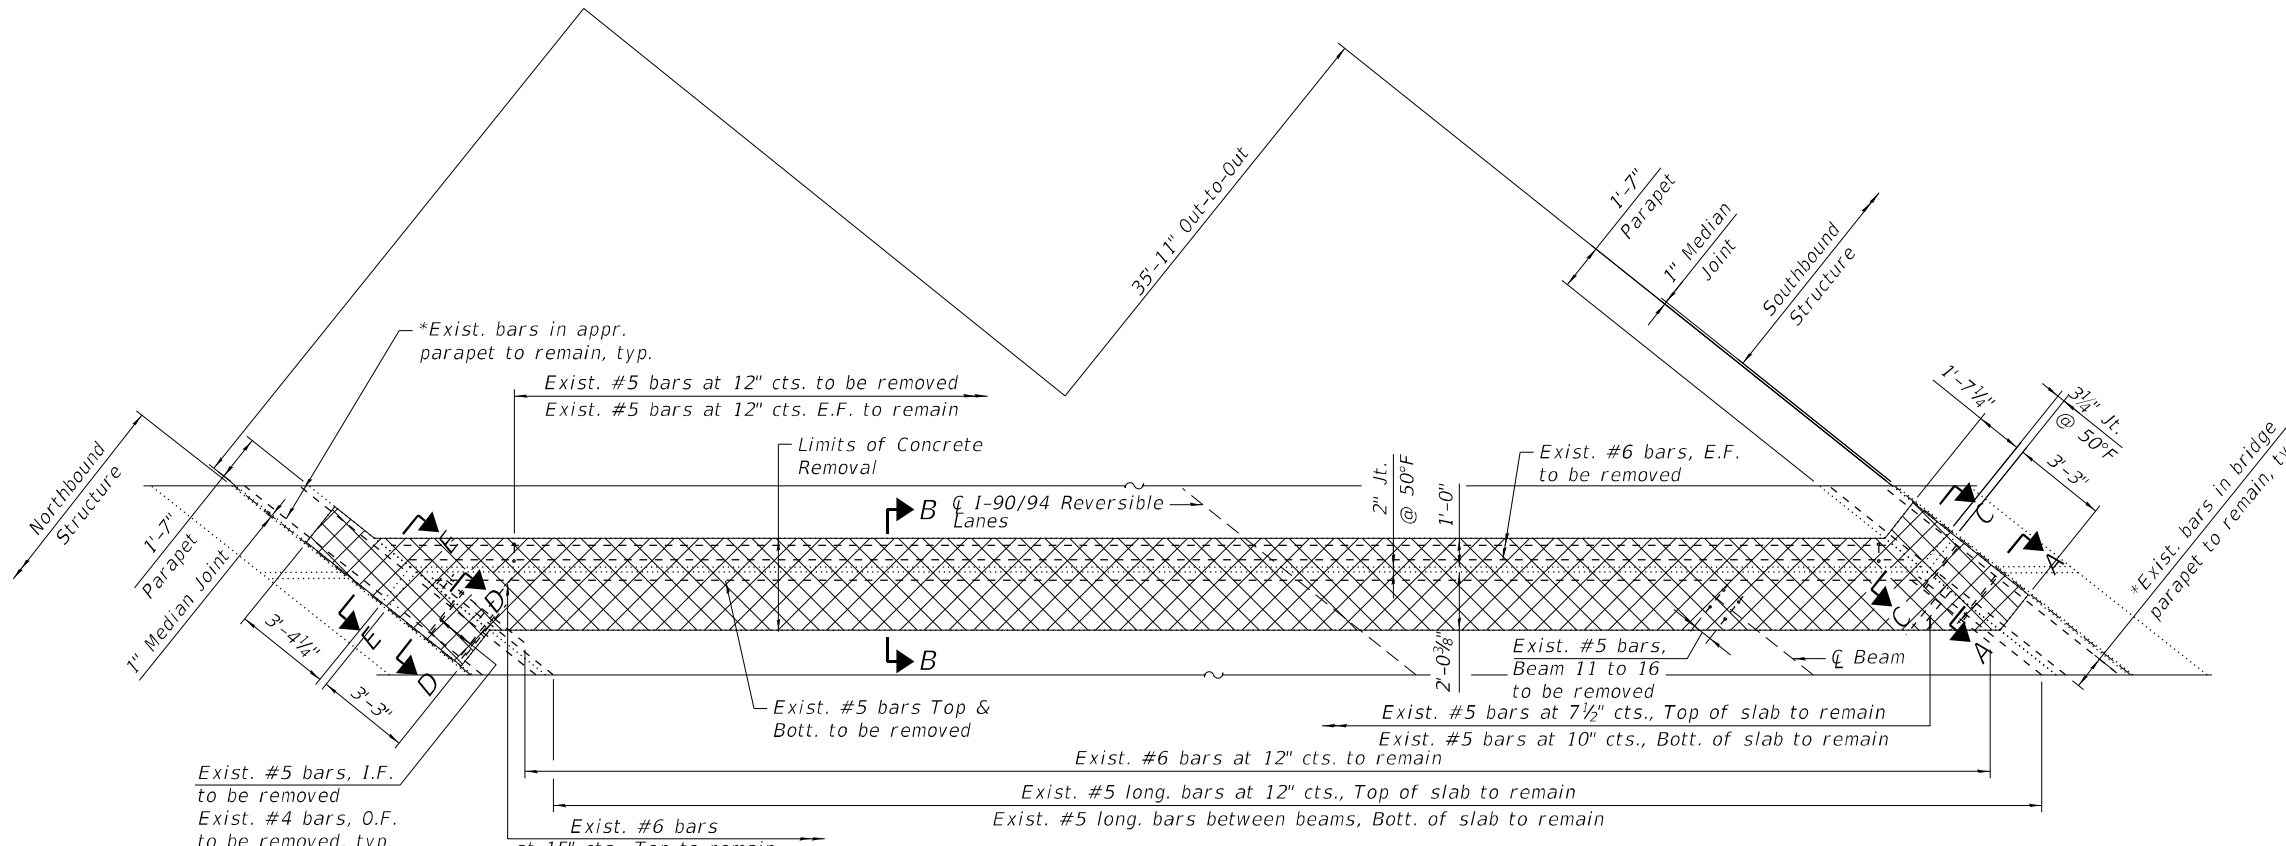 35'-11" Out-to-Out
1'-7"
Parapet
1" Median
Joint
Southbound
Structure
*Exist. bars in appr.
parapet to remain, typ.
Exist. #5 bars at 12" cts. to be removed
Exist. #5 bars at 12" cts. E.F. to remain
Limits of Concrete
Removal
Northbound
Structure
1'-7"
Parapet
1" Median Joint
3'-4¼"
3'-3"
E
E
D
D
B
B
℄ I-90/94 Reversible
Lanes
2" Jt.
@ 50°F
1'-0"
2'-0⅜"
Exist. #6 bars, E.F.
to be removed
1'-7¼"
3¼" Jt.
@ 50°F
3'-3"
C
C
A
A
*Exist. bars in bridge
parapet to remain,
Exist. #5 bars,
Beam 11 to 16
to be removed
℄ Beam
Exist. #5 bars Top &
Bott. to be removed
Exist. #5 bars at 7½" cts., Top of slab to remain
Exist. #5 bars at 10" cts., Bott. of slab to remain
Exist. #6 bars at 12" cts. to remain
Exist. #5 long. bars at 12" cts., Top of slab to remain
Exist. #5 long. bars between beams, Bott. of slab to remain
Exist. #5 bars, I.F.
to be removed
Exist. #4 bars, O.F.
to be removed, typ.
Exist. #6 bars
cts., Top to remain